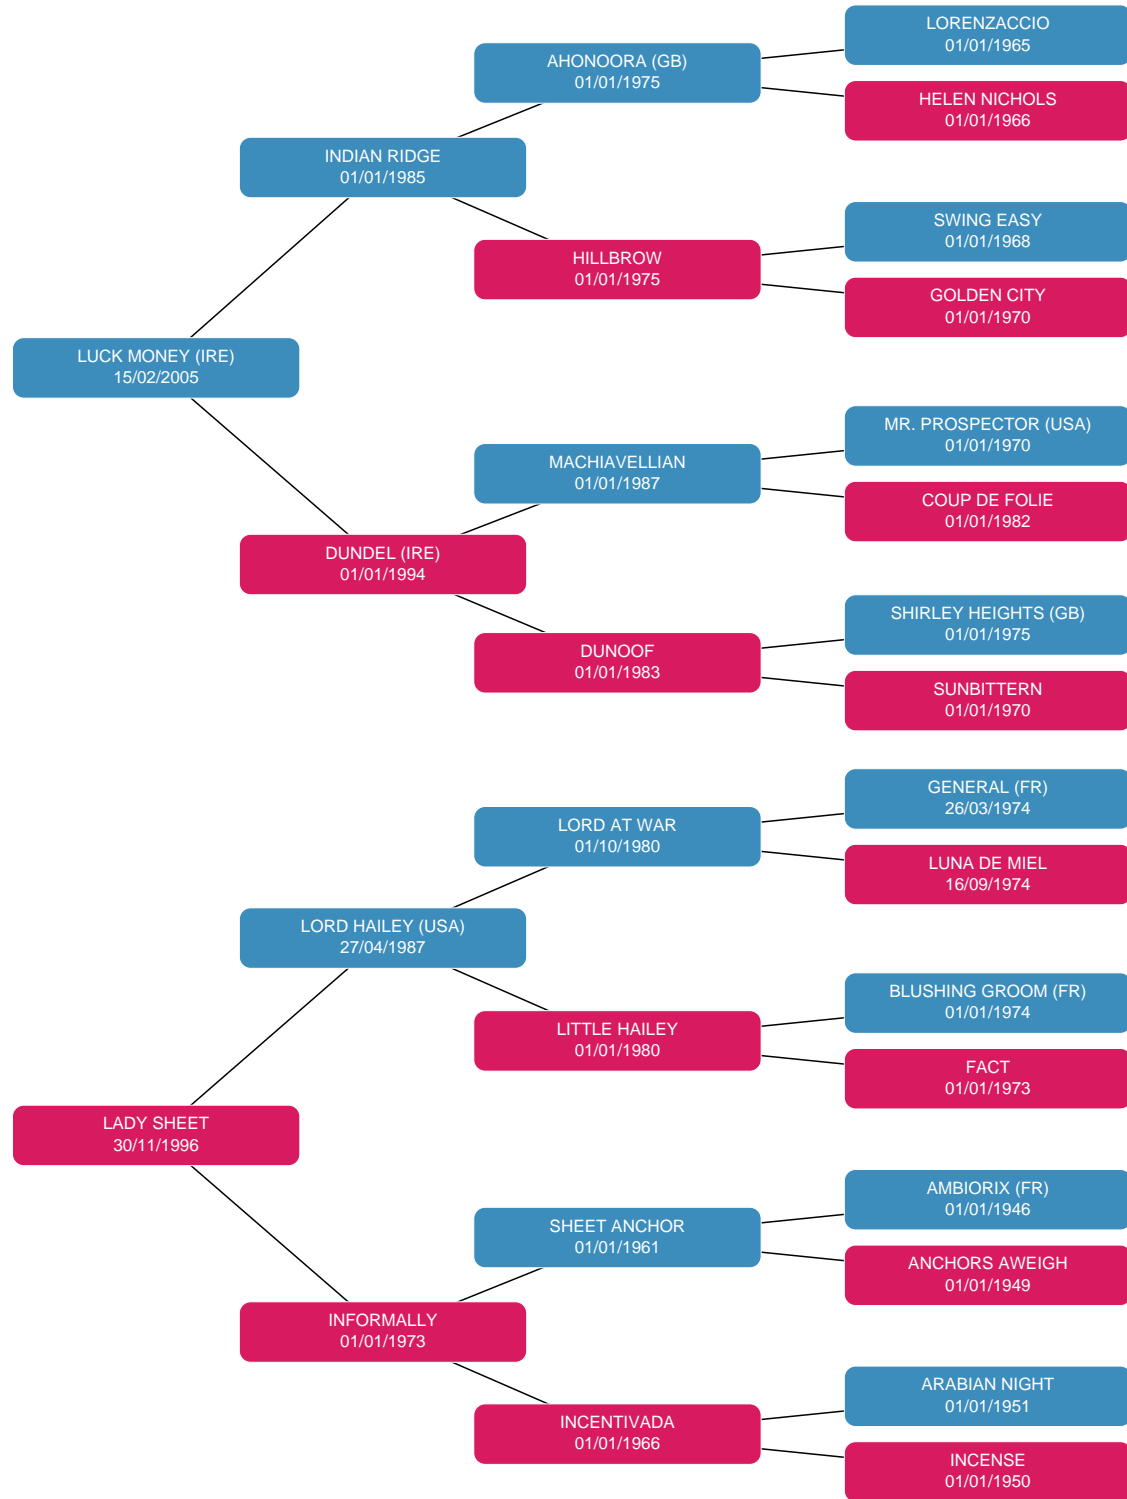 LORENZACCIO
01/01/1965
AHONOORA (GB)
01/01/1975
HELEN NICHOLS
01/01/1966
INDIAN RIDGE
01/01/1985
SWING EASY
01/01/1968
HILLBROW
01/01/1975
GOLDEN CITY
01/01/1970
LUCK MONEY (IRE)
15/02/2005
MR. PROSPECTOR (USA)
01/01/1970
MACHIAVELLIAN
01/01/1987
COUP DE FOLIE
01/01/1982
DUNDEL (IRE)
01/01/1994
SHIRLEY HEIGHTS (GB)
01/01/1975
DUNOOF
01/01/1983
SUNBITTERN
01/01/1970
GENERAL (FR)
26/03/1974
LORD AT WAR
01/10/1980
LUNA DE MIEL
16/09/1974
LORD HAILEY (USA)
27/04/1987
BLUSHING GROOM (FR)
01/01/1974
LITTLE HAILEY
01/01/1980
FACT
01/01/1973
LADY SHEET
30/11/1996
AMBIORIX (FR)
01/01/1946
SHEET ANCHOR
01/01/1961
ANCHORS AWEIGH
01/01/1949
INFORMALLY
01/01/1973
ARABIAN NIGHT
01/01/1951
INCENTIVADA
01/01/1966
INCENSE
01/01/1950